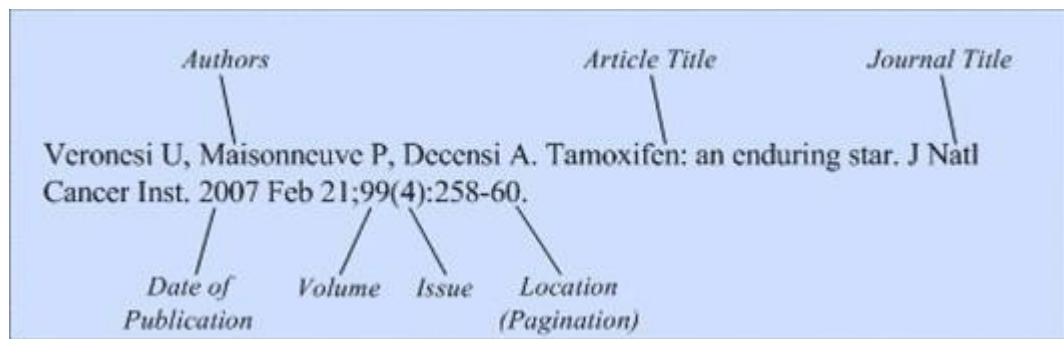 Authors Article Title Journal Title
Veronesi U, Maisonneuve P, Decensi A. Tamoxifen: an enduring star. J Natl
Cancer Inst. 2007 Feb 21;99(4):258-60.
Date of Publication
Volume
Issue
Location (Pagination)